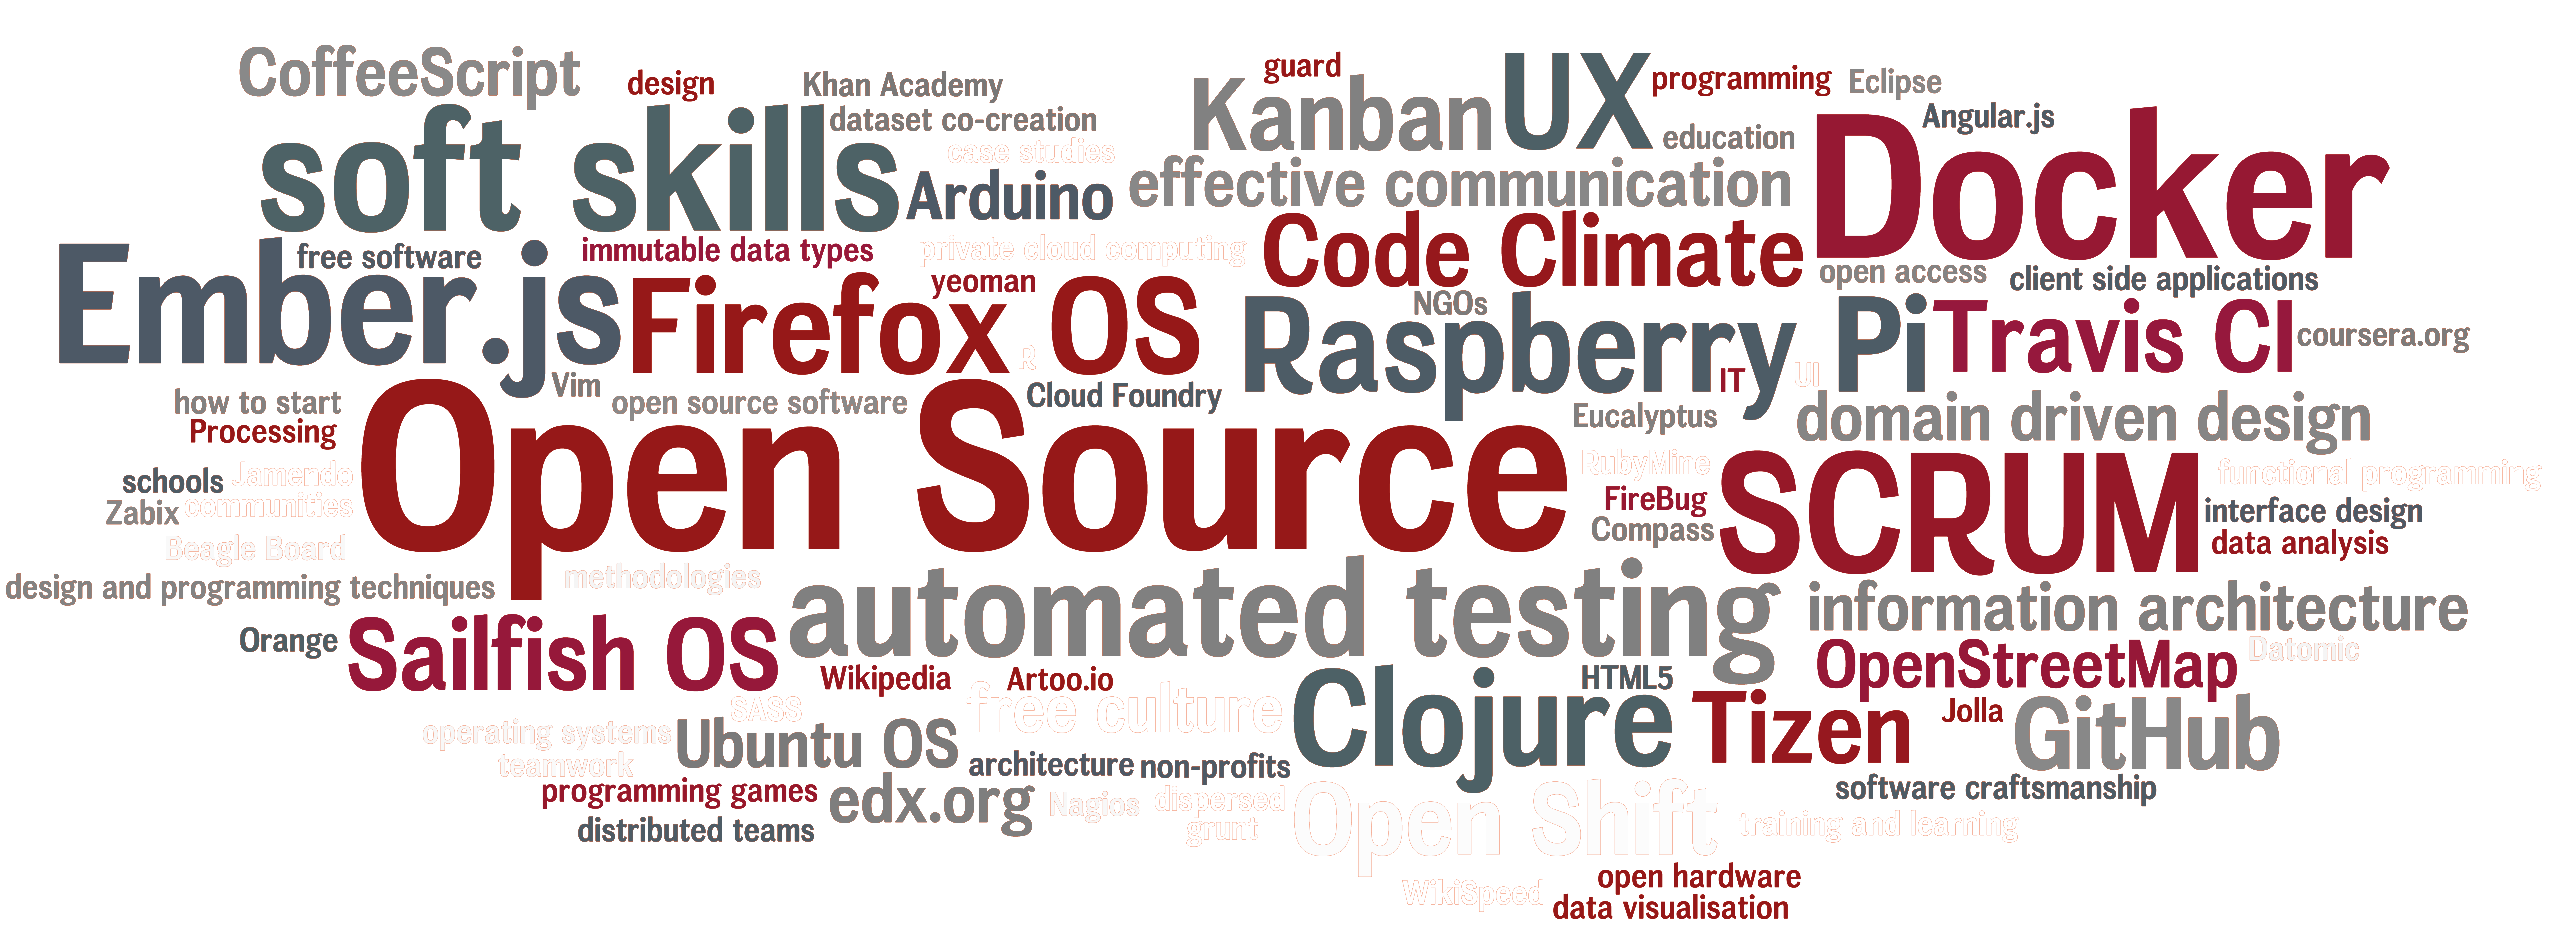 CoffeeScript
design
Khan Academy
guard
Kanban
UX
programming
Eclipse
soft skills
dataset co-creation
case studies
education
Angular.js
Docker
Arduino
effective communication
Ember.js
free software
immutable data types
private cloud computing
Code Climate
open access
client side applications
yeoman
Firefox OS
R
NGOs
Raspberry Pi
IT
UI
Travis CI
coursera.org
Vim
how to start
open source software
Cloud Foundry
Eucalyptus
domain driven design
Processing
Open Source
schools
Jamendo
RubyMine
SCRUM
functional programming
Zabix
communities
FireBug
interface design
Compass
data analysis
Beagle Board
design and programming techniques
methodologies
automated testing
information architecture
Orange
Sailfish OS
Wikipedia
Artoo.io
HTML5
OpenStreetMap
Datomic
SASS
free culture
Clojure
Tizen
Jolla
GitHub
operating systems
Ubuntu OS
teamwork
architecture
non-profits
programming games
edx.org
Nagios
dispersed
Open Shift
software craftsmanship
distributed teams
grunt
training and learning
WikiSpeed
open hardware
data visualisation